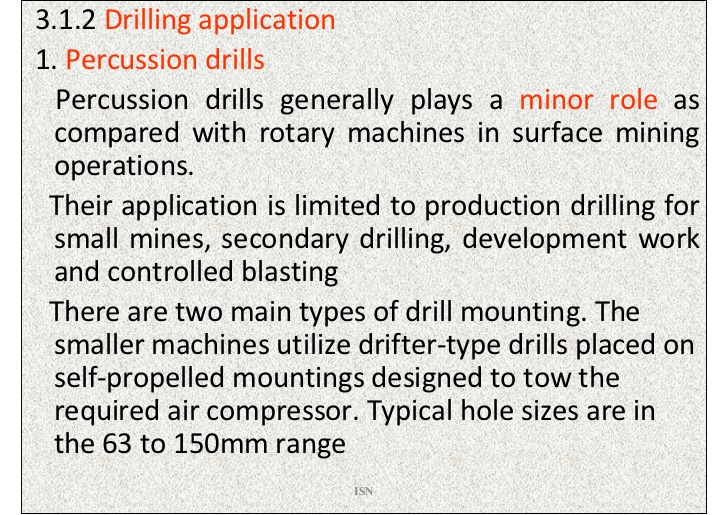 3.1.2 Drilling application
1. Percussion drills
Percussion drills generally plays a minor role as
compared with rotary machines in surface mining
operations.
Their application is limited to production drilling for
small mines, secondary drilling, development work
and controlled blasting
There are two main types of drill mounting. The
smaller machines utilize drifter-type drills placed on
self-propelled mountings designed to tow the
required air compressor. Typical hole sizes are in
the 63 to 150mm range
ISN